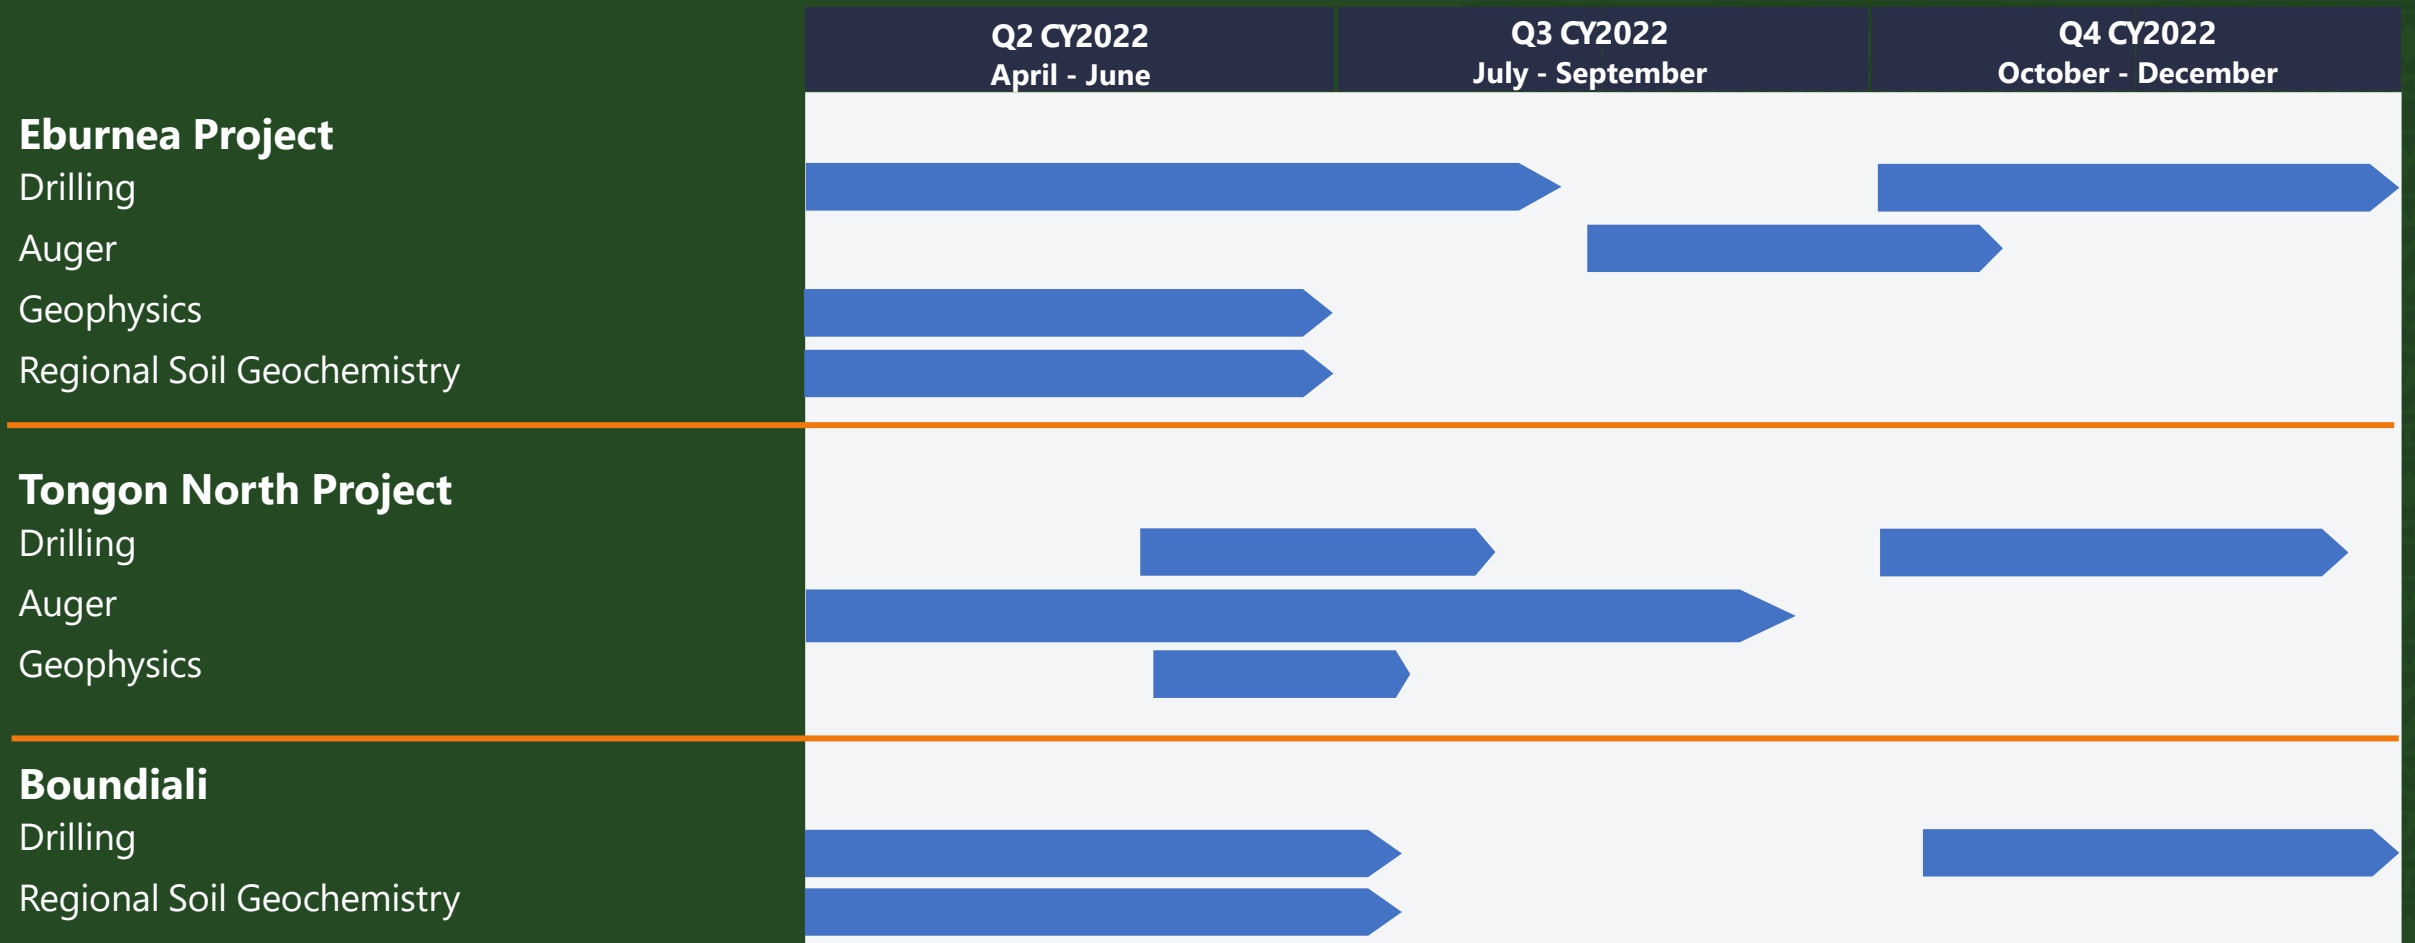 Q2 CY2022
April - June
Q3 CY2022
July - September
Q4 CY2022
October - December
Eburnea Project
Drilling
Auger
Geophysics
Regional Soil Geochemistry
Tongon North Project
Drilling
Auger
Geophysics
Boundiali
Drilling
Regional Soil Geochemistry